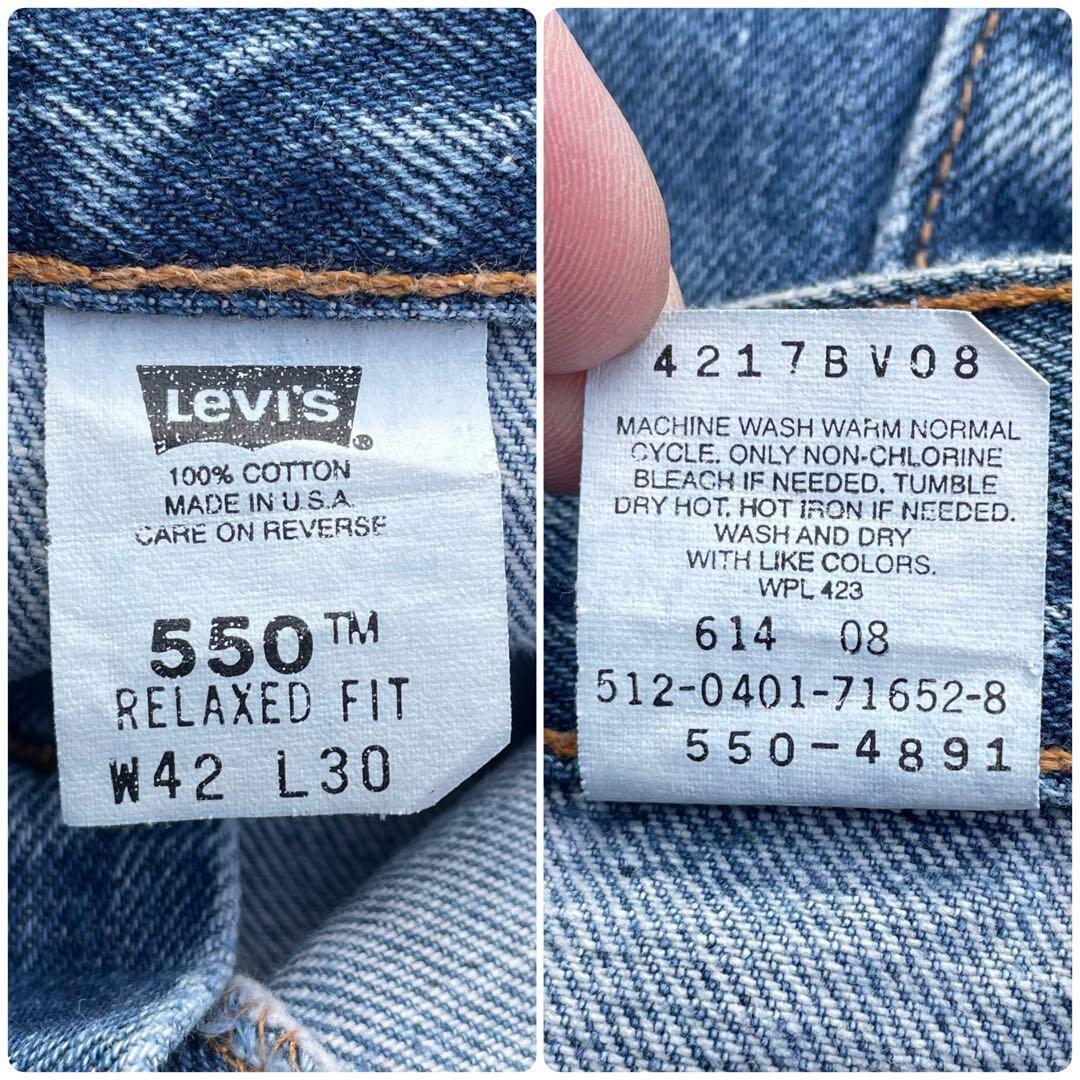 Levi's®
100% COTTON
MADE IN U.S.A.
CARE ON REVERSE
550™
RELAXED FIT
W42 L30
4217BV08
MACHINE WASH WARM NORMAL
CYCLE. ONLY NON-CHLORINE
BLEACH IF NEEDED. TUMBLE
DRY HOT. HOT IRON IF NEEDED.
WASH AND DRY
WITH LIKE COLORS.
WPL 423
614 08
512-0401-71652-8
550-4891